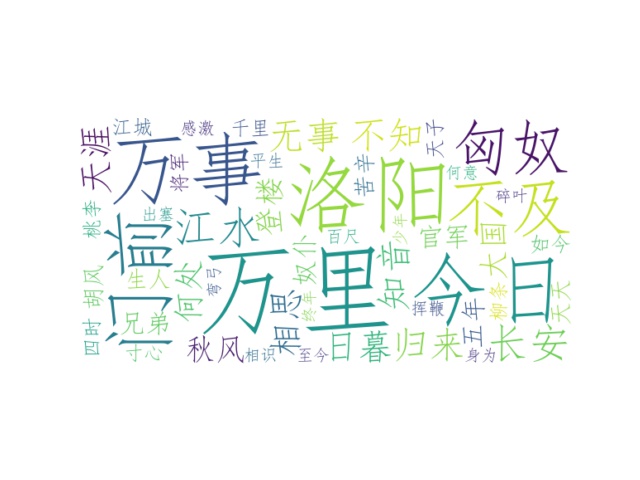 江城 感激 千里 无事 不知 天子 匈奴
天涯 万事 将军 平生 登楼 洛阳 苦辛 何意 不及 碎叶
桃李 出塞 江水 百尺 少年 官军 大国 如今
门阁
胡风 生人 何处 弯弓 万里 奴仆 知音 今日
四时 兄弟 相思 终年 挥鞭 五年 柳条 天天
寸心 秋风 相识 至今 日暮 归来 身为 长安